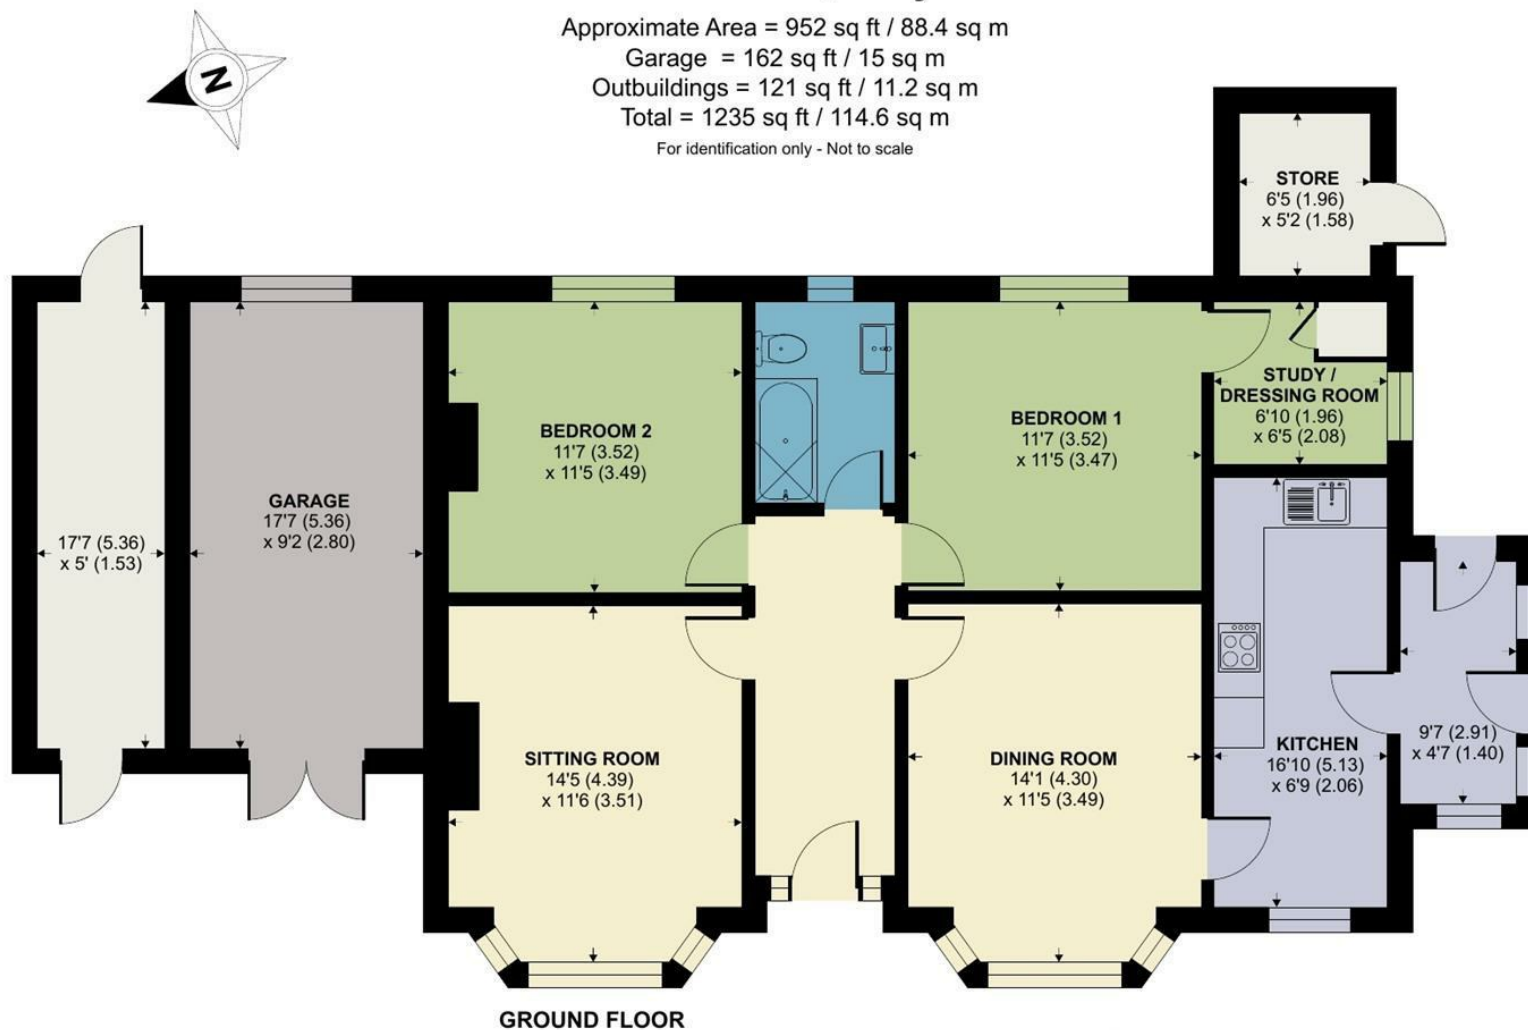 Approximate Area = 952 sq ft / 88.4 sq m
Garage = 162 sq ft / 15 sq m
Outbuildings = 121 sq ft / 11.2 sq m
Total = 1235 sq ft / 114.6 sq m
For identification only - Not to scale
N
STORE
6'5 (1.96)
x 5'2 (1.58)
STUDY /
DRESSING ROOM
6'10 (1.96)
x 6'5 (2.08)
BEDROOM 2
11'7 (3.52)
x 11'5 (3.49)
BEDROOM 1
11'7 (3.52)
x 11'5 (3.47)
GARAGE
17'7 (5.36)
x 9'2 (2.80)
17'7 (5.36)
x 5' (1.53)
SITTING ROOM
14'5 (4.39)
x 11'6 (3.51)
DINING ROOM
14'1 (4.30)
x 11'5 (3.49)
KITCHEN
16'10 (5.13)
x 6'9 (2.06)
9'7 (2.91)
x 4'7 (1.40)
GROUND FLOOR